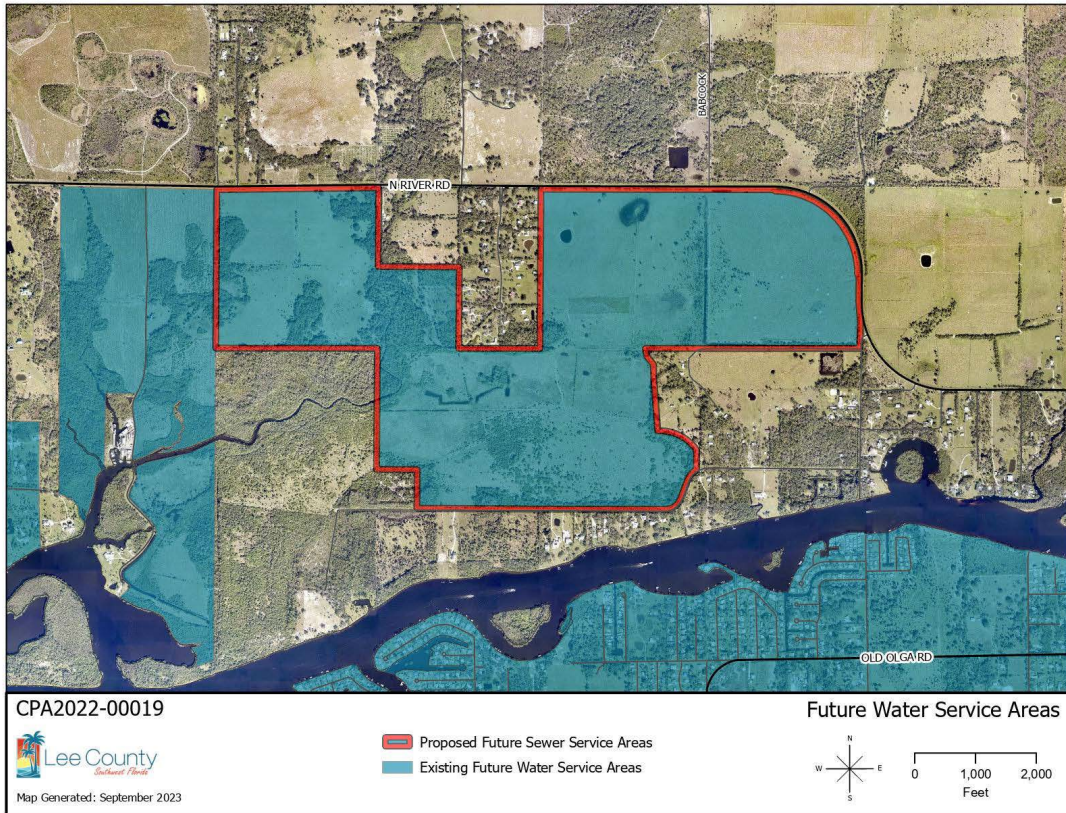 BABCOCK
N RIVER RD
OLD OLGA RD
CPA2022-00019
Future Water Service Areas
Lee County
Southwest Florida
Proposed Future Sewer Service Areas
Existing Future Water Service Areas
N
W
E
S
0 1,000 2,000
Feet
Map Generated: September 2023